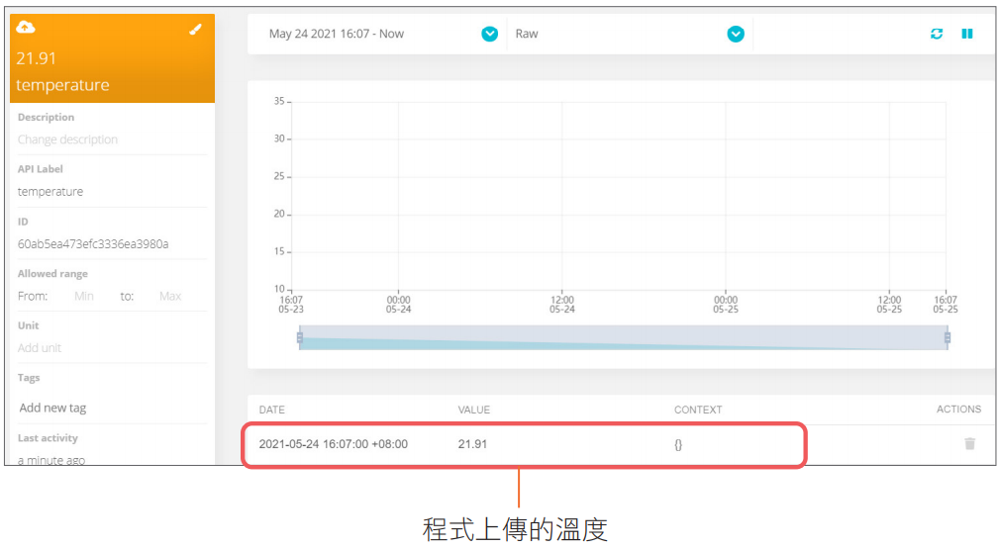 21.91
temperature
Description
Change description
API Label
temperature
ID
60ab5ea473efc3336ea3980a
Allowed range
From: Min to: Max
Unit
Add unit
Tags
Add new tag
Last activity
a minute ago
May 24 2021 16:07 - Now
Raw
35
30
25
20
15
10
16:07 00:00 12:00 00:00 12:00 16:07
05-23 05-24 05-24 05-25 05-25 05-25
DATE VALUE CONTEXT ACTIONS
2021-05-24 16:07:00 +08:00 21.91 {}
程式上傳的溫度